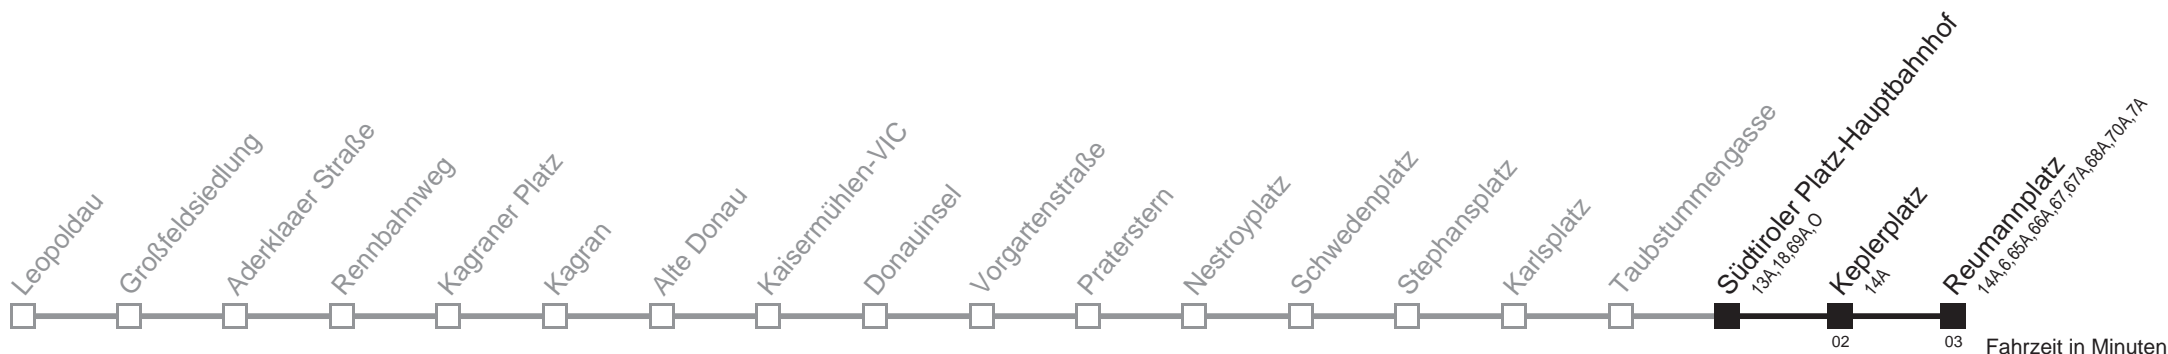 Leopoldau
Großfeldsiedlung
Aderklaaer Straße
Rennbahnweg
Kagraner Platz
Kagran
Alte Donau
Kaisermühlen-VIC
Donauinsel
Vorgartenstraße
Praterstern
Nestroyplatz
Schwedenplatz
Stephansplatz
Karlsplatz
Taubstummengasse
Südtiroler Platz-Hauptbahnhof
13A,18,69A,O
Keplerplatz
14A
Reumannplatz
14A,6,65A,66A,67,67A,68A,70A,7A
02
03
Fahrzeit in Minuten